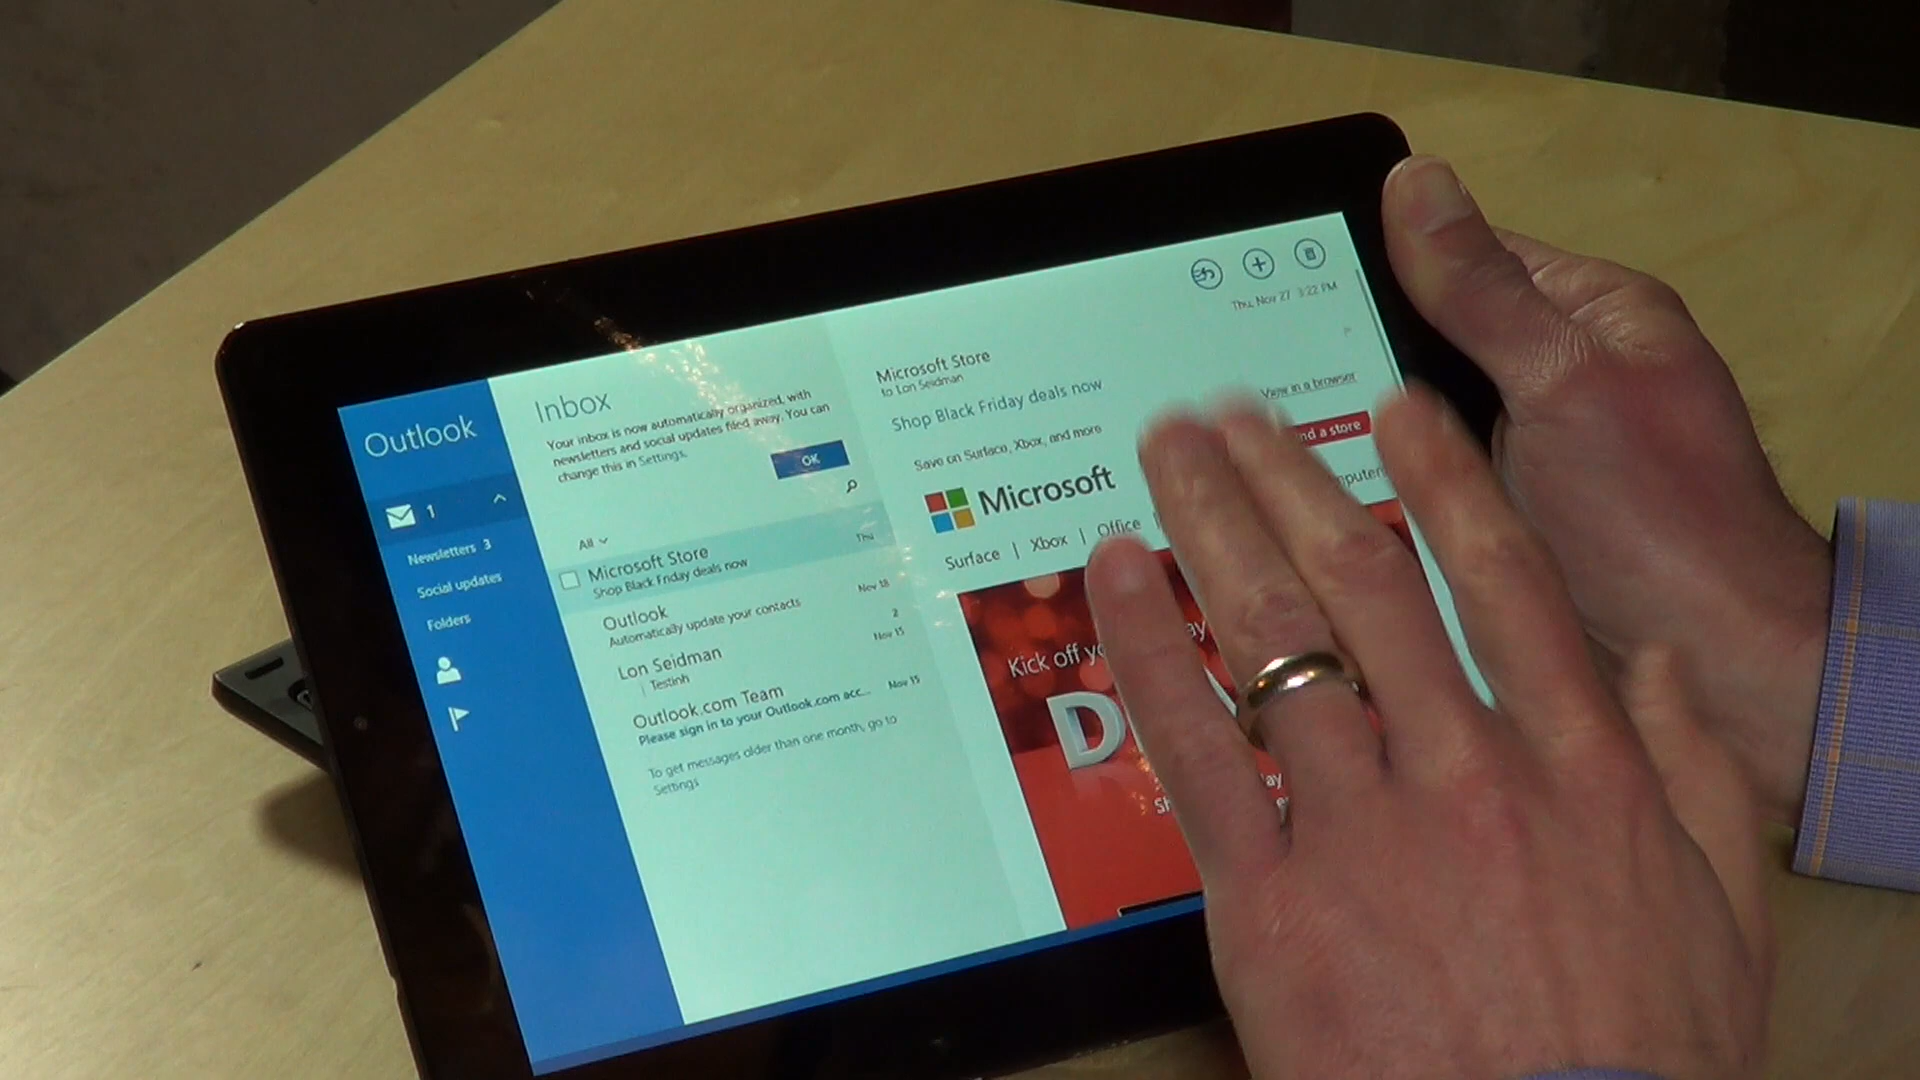 Outlook
1
Newsletters 3
Social updates
Folders
Inbox
Your inbox is now automatically organized, with
newsletters and social updates filed away. You can
change this in Settings.
OK
All
Microsoft Store
Thu
Shop Black Friday deals now
Outlook
Nov 18
Automatically update your contacts
2
Lon Seidman
Nov 15
Testinh
Outlook.com Team
Nov 15
Please sign in to your Outlook.com acc...
To get messages older than one month, go to
Settings
Thu, Nov 27 3:22 PM
Microsoft Store
to Lon Seidman
Shop Black Friday deals now
View in a browser
Save on Surface, Xbox, and more
a store
Microsoft
Surface | Xbox | Office
Kick off